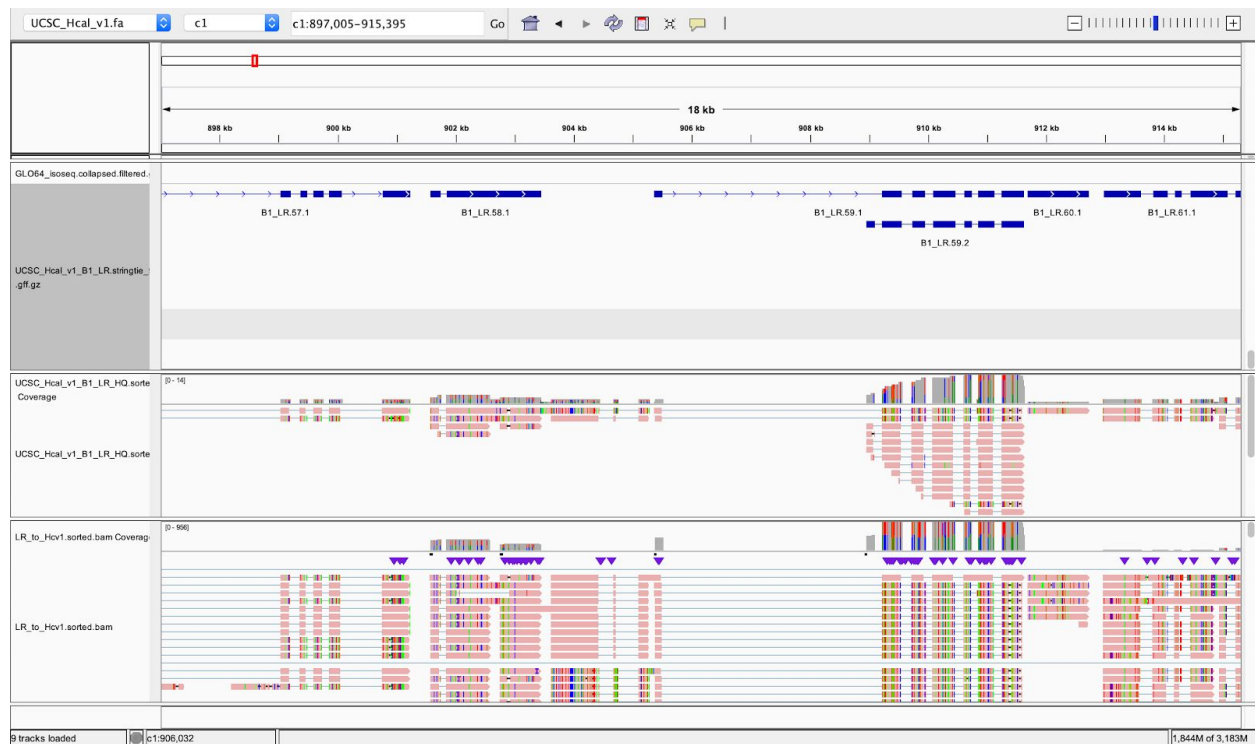 UCSC_Hcal_v1.fa c1 c1:897,005-915,395 Go
18 kb
898 kb 900 kb 902 kb 904 kb 906 kb 908 kb 910 kb 912 kb 914 kb
GLO64_isoseq.collapsed.filtered.
B1_LR.57.1 B1_LR.58.1 B1_LR.59.1 B1_LR.60.1 B1_LR.61.1
B1_LR.59.2
UCSC_Hcal_v1_B1_LR.stringtie_
.gff.gz
UCSC_Hcal_v1_B1_LR_HQ.sorte [0 - 14]
Coverage
UCSC_Hcal_v1_B1_LR_HQ.sorte
LR_to_Hcv1.sorted.bam Coverag [0 - 956]
LR_to_Hcv1.sorted.bam
9 tracks loaded c1:906,032 1,844M of 3,183M